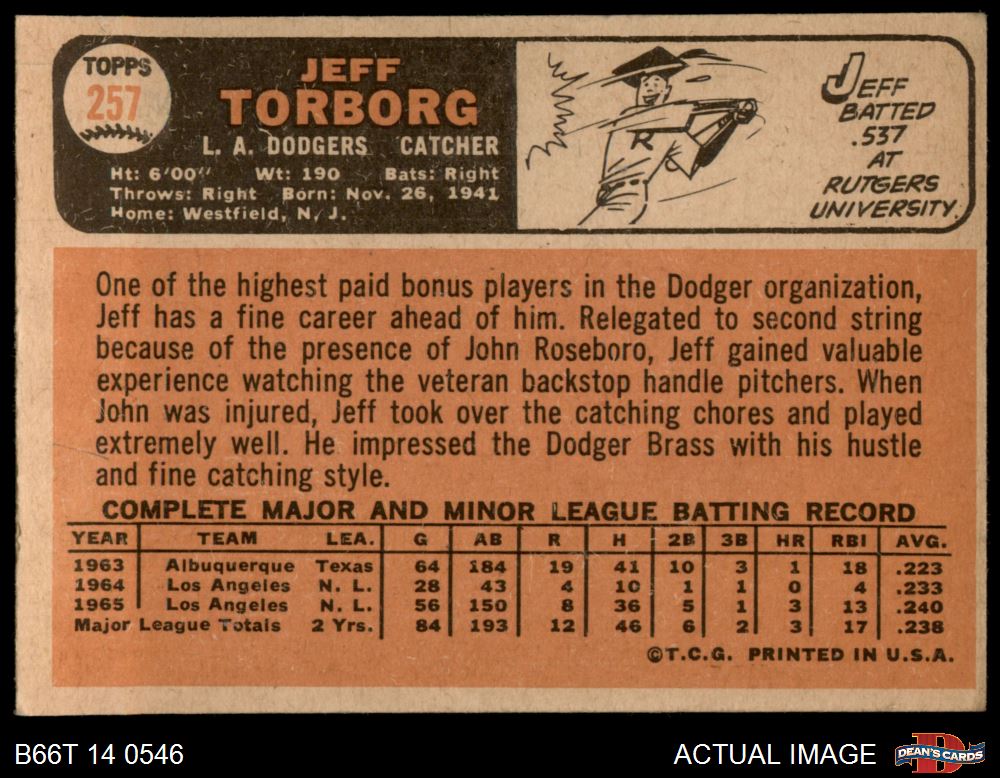 TOPPS
257
JEFF
TORBORG
L. A. DODGERS CATCHER
Ht: 6'00" Wt: 190 Bats: Right
Throws: Right Born: Nov. 26, 1941
Home: Westfield, N. J.
R
JEFF
BATTED
.537
AT
RUTGERS
UNIVERSITY.
One of the highest paid bonus players in the Dodger organization,
Jeff has a fine career ahead of him. Relegated to second string
because of the presence of John Roseboro, Jeff gained valuable
experience watching the veteran backstop handle pitchers. When
John was injured, Jeff took over the catching chores and played
extremely well. He impressed the Dodger Brass with his hustle
and fine catching style.
COMPLETE MAJOR AND MINOR LEAGUE BATTING RECORD
YEAR TEAM LEA. G AB R H 2B 3B HR RBI AVG.
1963 Albuquerque Texas 64 184 19 41 10 3 1 18 .223
1964 Los Angeles N. L. 28 43 4 10 1 1 0 4 .233
1965 Los Angeles N. L. 56 150 8 36 5 1 3 13 .240
Major League Totals 2 Yrs. 84 193 12 46 6 2 3 17 .238
©T.C.G. PRINTED IN U.S.A.
B66T 14 0546
ACTUAL IMAGE
D
DEAN'S CARDS